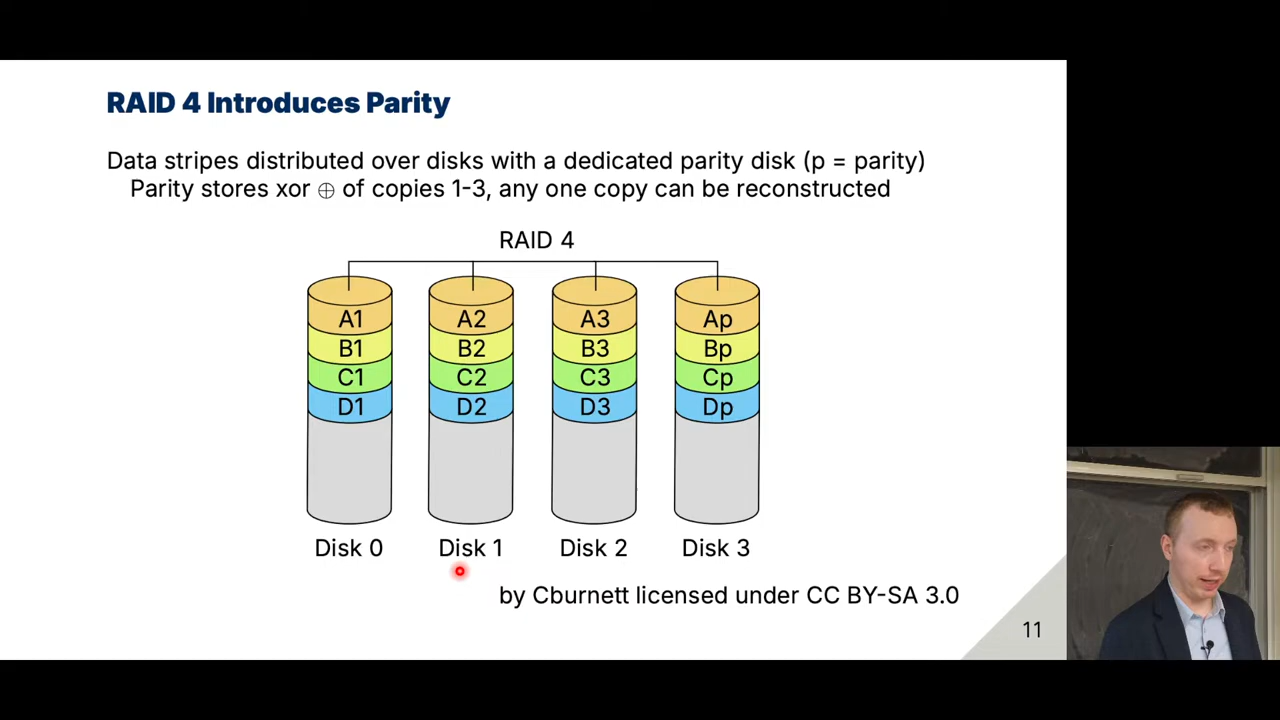 RAID 4 Introduces Parity
Data stripes distributed over disks with a dedicated parity disk (p = parity)
Parity stores xor ⊕ of copies 1-3, any one copy can be reconstructed
RAID 4
A1 A2 A3 Ap
B1 B2 B3 Bp
C1 C2 C3 Cp
D1 D2 D3 Dp
Disk 0 Disk 1 Disk 2 Disk 3
by Cburnett licensed under CC BY-SA 3.0
11